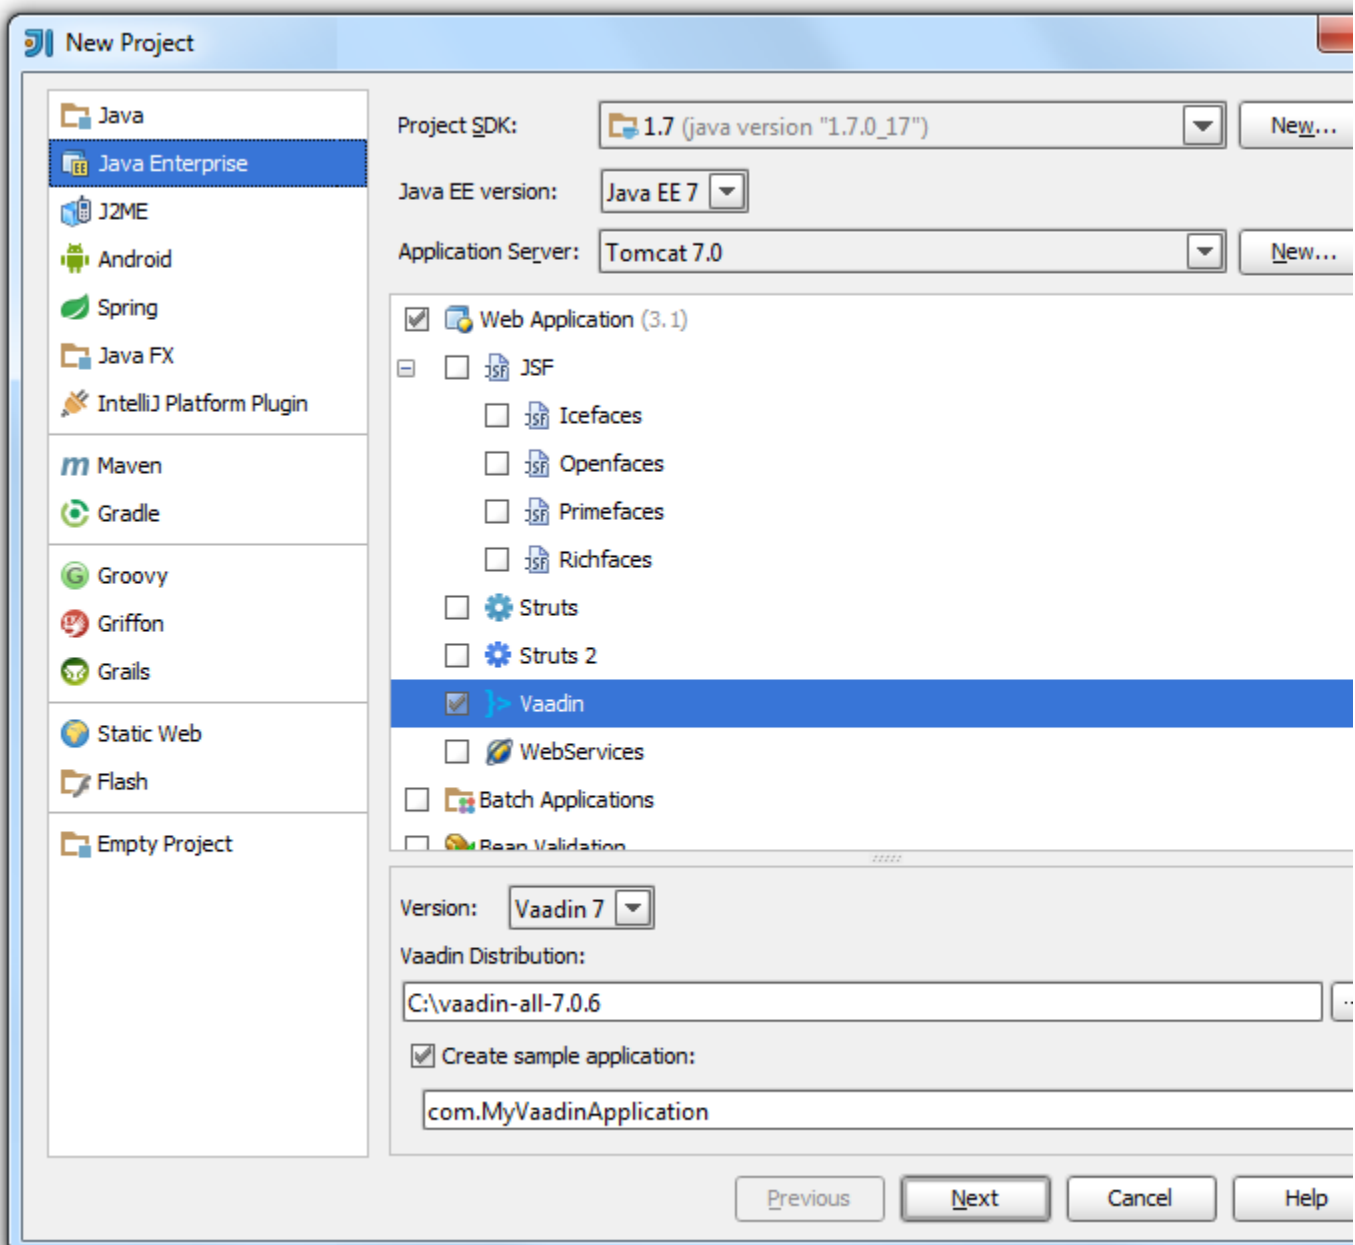 New Project
Java
Java Enterprise
J2ME
Android
Spring
Java FX
IntelliJ Platform Plugin
Maven
Gradle
Groovy
Griffon
Grails
Static Web
Flash
Empty Project
Project SDK: 1.7 (java version "1.7.0_17") New...
Java EE version: Java EE 7
Application Server: Tomcat 7.0 New...
Web Application (3.1)
JSF
Icefaces
Openfaces
Primefaces
Richfaces
Struts
Struts 2
Vaadin
WebServices
Batch Applications
Bean Validation
Version: Vaadin 7
Vaadin Distribution:
C:\vaadin-all-7.0.6
Create sample application:
com.MyVaadinApplication
Previous Next Cancel Help